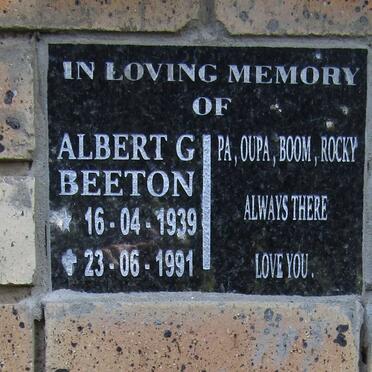 IN LOVING MEMORY
OF
ALBERT G
BEETON
16 - 04 - 1939
23 - 06 - 1991
PA , OUPA , BOOM , ROCKY
ALWAYS THERE
LOVE YOU .